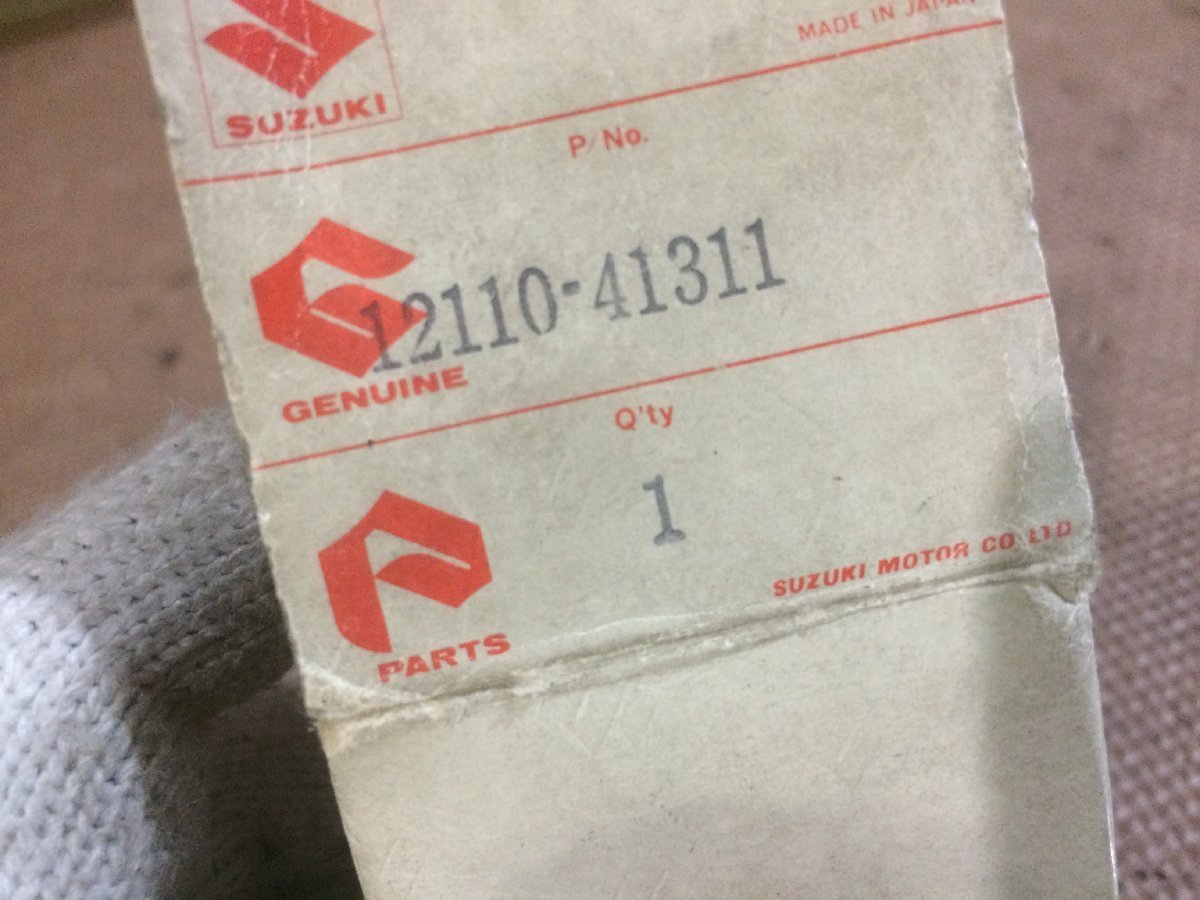 MADE IN JAPAN
SUZUKI
P/No.
12110-41311
GENUINE
Q'ty
1
SUZUKI MOTOR CO LTD
PARTS